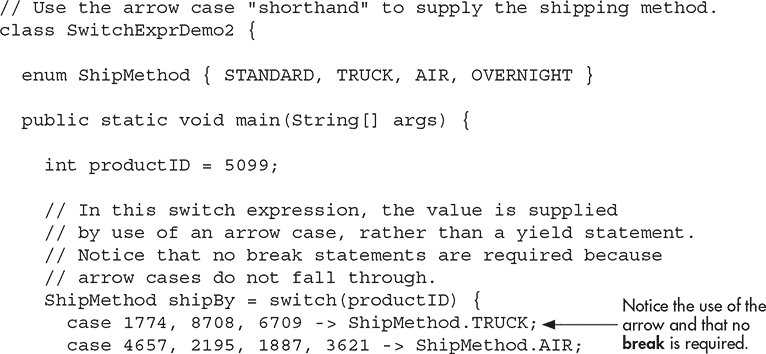 // Use the arrow case "shorthand" to supply the shipping method.
class SwitchExprDemo2 {
enum ShipMethod { STANDARD, TRUCK, AIR, OVERNIGHT }
public static void main(String[] args) {
int productID = 5099;
// In this switch expression, the value is supplied
// by use of an arrow case, rather than a yield statement.
// Notice that no break statements are required because
// arrow cases do not fall through.
ShipMethod shipBy = switch(productID) {
case 1774, 8708, 6709 -> ShipMethod.TRUCK;
case 4657, 2195, 1887, 3621 -> ShipMethod.AIR;
Notice the use of the
arrow and that no
break is required.